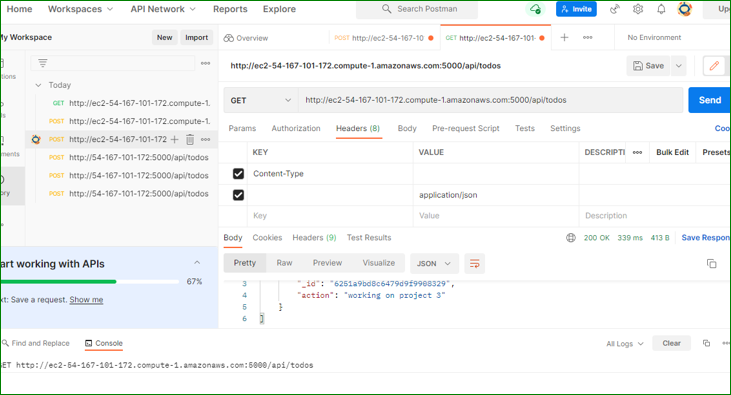 Home Workspaces API Network Reports Explore Search Postman Invite
My Workspace New Import Overview POST http://ec2-54-167-10 GET http://ec2-54-167-101- No Environment
Today
http://ec2-54-167-101-172.compute-1.amazonaws.com:5000/api/todos Save
GET http://ec2-54-167-101-172.compute-1.
POST http://ec2-54-167-101-172.compute-1.
POST http://ec2-54-167-101-172
POST http://54-167-101-172:5000/api/todos
POST http://54-167-101-172:5000/api/todos
POST http://54-167-101-172:5000/api/todos
GET http://ec2-54-167-101-172.compute-1.amazonaws.com:5000/api/todos Send
Params Authorization Headers (8) Body Pre-request Script Tests Settings Coo
KEY VALUE DESCRIPTI Bulk Edit Presets
Content-Type
application/json
Key Value Description
Body Cookies Headers (9) Test Results 200 OK 339 ms 413 B Save Respon
Pretty Raw Preview Visualize JSON
3 "_id": "6251a9bd8c6479d9f9908329",
4 "action": "working on project 3"
5 }
6 ]
art working with APIs
67%
xt: Save a request. Show me
Find and Replace Console All Logs Clear
GET http://ec2-54-167-101-172.compute-1.amazonaws.com:5000/api/todos